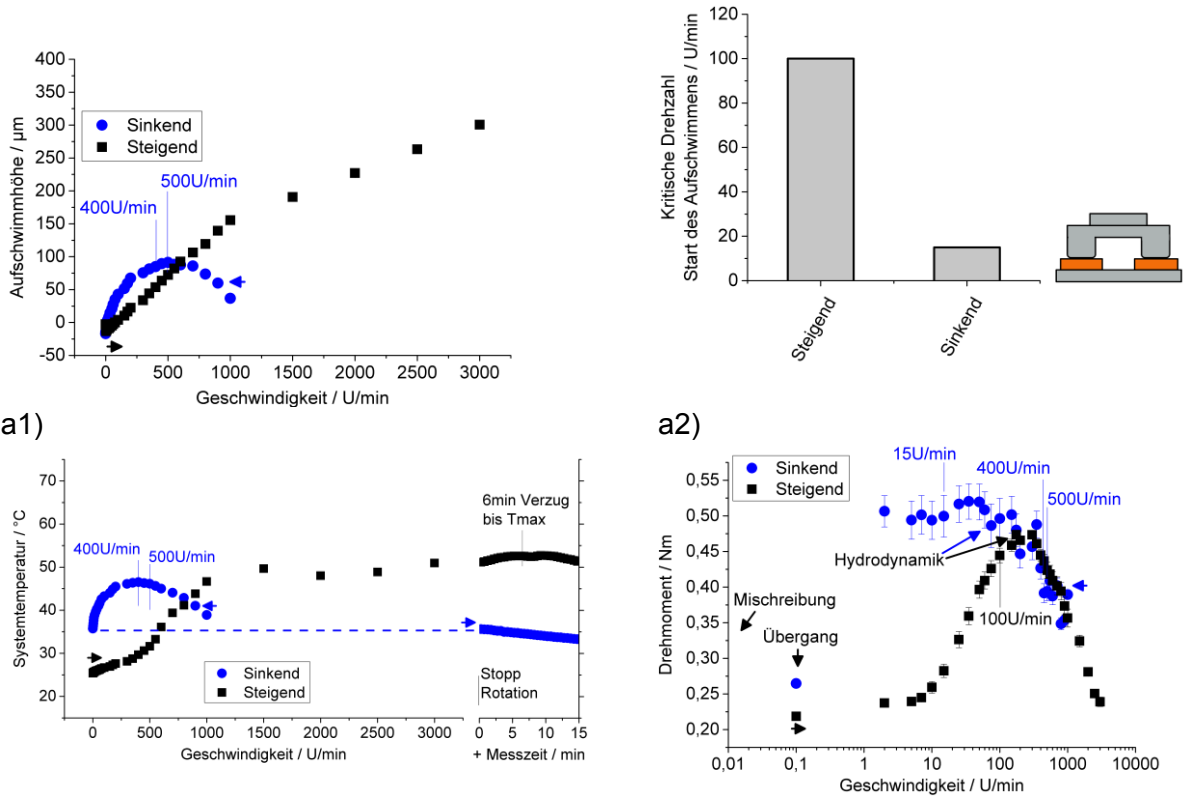 400
350
300
250
200
150
100
50
0
-50
Aufschwimmhöhe / µm
Sinkend
Steigend
500U/min
400U/min
0 500 1000 1500 2000 2500 3000
Geschwindigkeit / U/min
120
100
80
60
40
20
0
Kritische Drehzahl
Start des Aufschwimmens / U/min
Steigend
Sinkend
a1)
a2)
70
60
50
40
30
20
Systemtemperatur / °C
400U/min
500U/min
6min Verzug
bis Tmax
Sinkend
Steigend
Stopp
Rotation
0 500 1000 1500 2000 2500 3000
0 5 10 15
Geschwindigkeit / U/min
+ Messzeit / min
0,55
0,50
0,45
0,40
0,35
0,30
0,25
0,20
Drehmoment / Nm
Sinkend
Steigend
15U/min
400U/min
500U/min
Hydrodynamik
Mischreibung
100U/min
Übergang
0,1 0,1 1 10 100 1000 10000
Geschwindigkeit / U/min